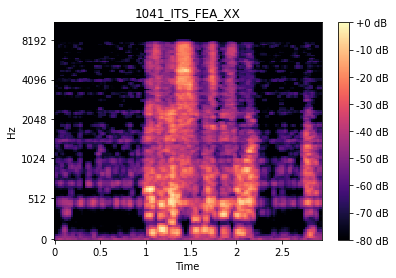 1041_ITS_FEA_XX
+0 dB
8192
-10 dB
4096
-20 dB
-30 dB
2048
-40 dB
Hz
1024
-50 dB
-60 dB
512
-70 dB
0
-80 dB
0 0.5 1 1.5 2 2.5
Time